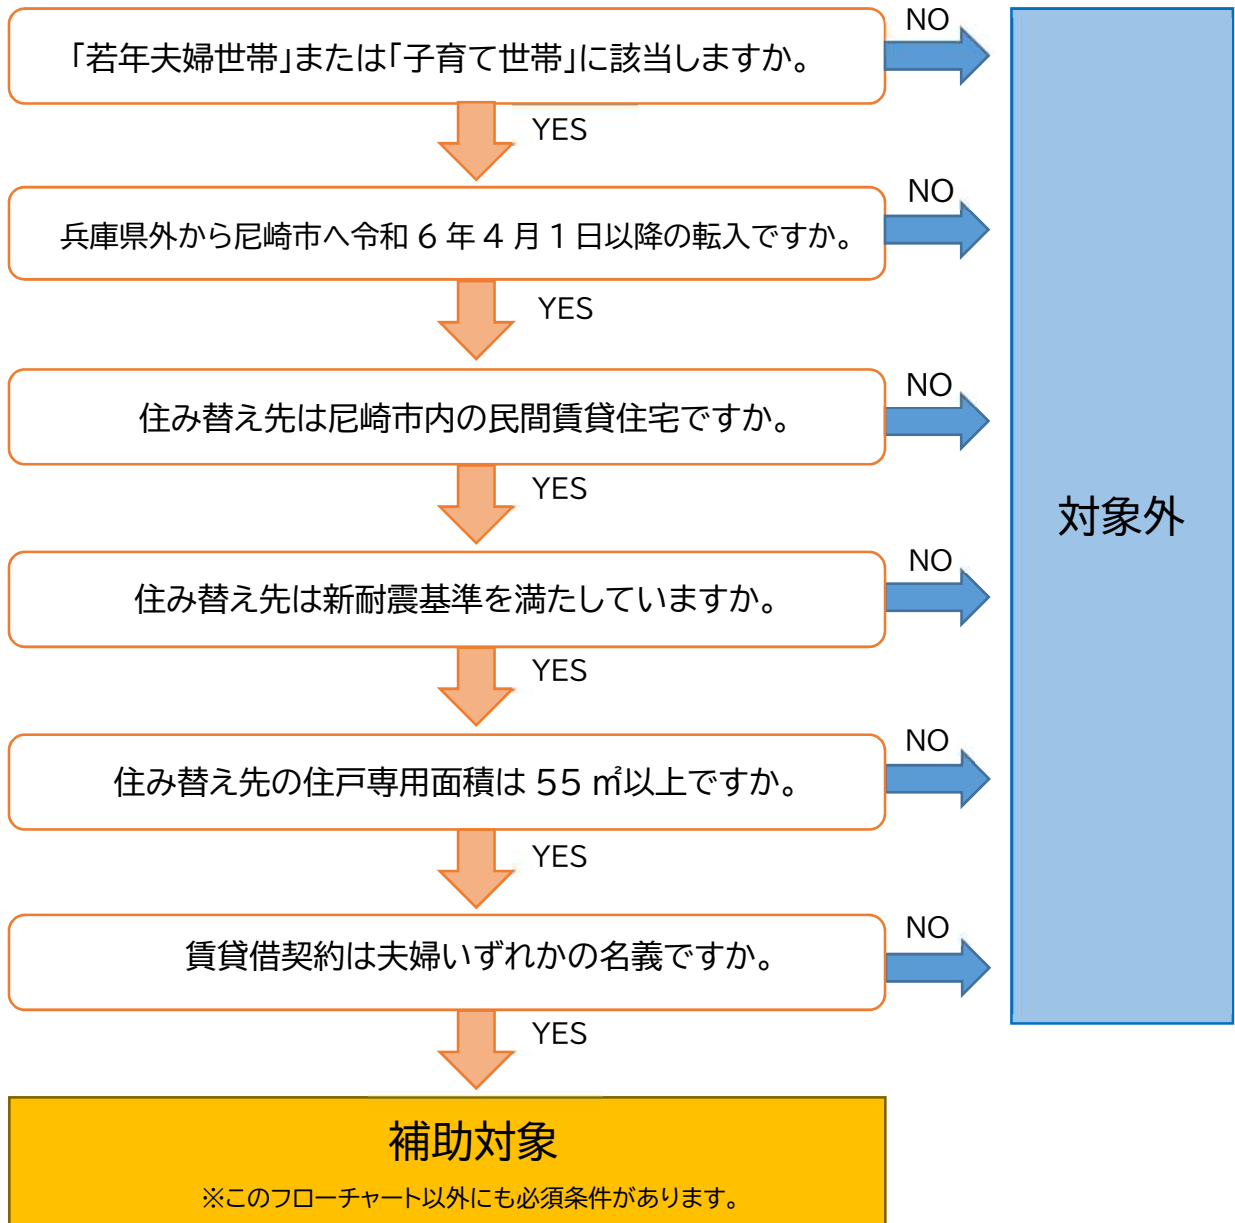 「若年夫婦世帯」または「子育て世帯」に該当しますか。
NO
YES
兵庫県外から尼崎市へ令和 6 年 4 月 1 日以降の転入ですか。
NO
YES
住み替え先は尼崎市内の民間賃貸住宅ですか。
NO
YES
住み替え先は新耐震基準を満たしていますか。
NO
YES
住み替え先の住戸専用面積は 55 ㎡以上ですか。
NO
YES
賃貸借契約は夫婦いずれかの名義ですか。
NO
YES
対象外
補助対象
※このフローチャート以外にも必須条件があります。